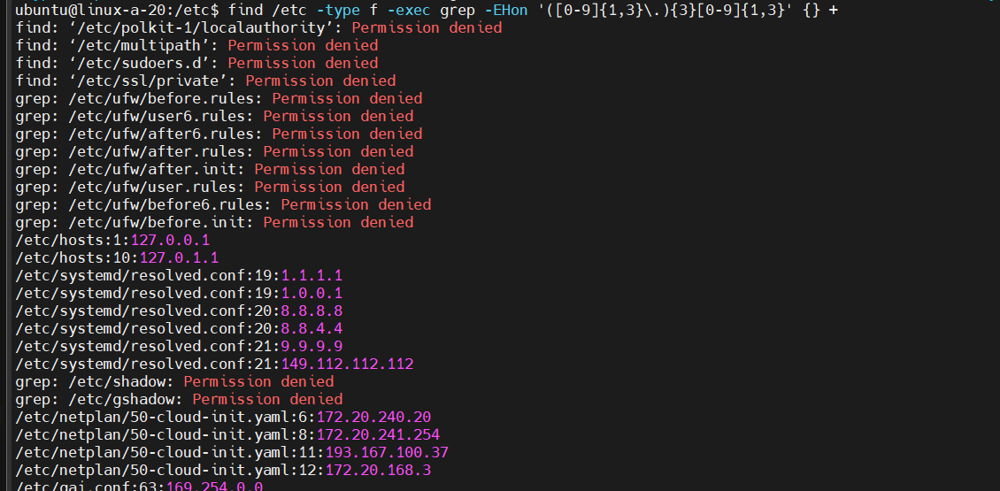 ubuntu@linux-a-20:/etc$ find /etc -type f -exec grep -EHon '([0-9]{1,3}\.){3}[0-9]{1,3}' {} +
find: ‘/etc/polkit-1/localauthority’: Permission denied
find: ‘/etc/multipath’: Permission denied
find: ‘/etc/sudoers.d’: Permission denied
find: ‘/etc/ssl/private’: Permission denied
grep: /etc/ufw/before.rules: Permission denied
grep: /etc/ufw/user6.rules: Permission denied
grep: /etc/ufw/after6.rules: Permission denied
grep: /etc/ufw/after.rules: Permission denied
grep: /etc/ufw/after.init: Permission denied
grep: /etc/ufw/user.rules: Permission denied
grep: /etc/ufw/before6.rules: Permission denied
grep: /etc/ufw/before.init: Permission denied
/etc/hosts:1:127.0.0.1
/etc/hosts:10:127.0.1.1
/etc/systemd/resolved.conf:19:1.1.1.1
/etc/systemd/resolved.conf:19:1.0.0.1
/etc/systemd/resolved.conf:20:8.8.8.8
/etc/systemd/resolved.conf:20:8.8.4.4
/etc/systemd/resolved.conf:21:9.9.9.9
/etc/systemd/resolved.conf:21:149.112.112.112
grep: /etc/shadow: Permission denied
grep: /etc/gshadow: Permission denied
/etc/netplan/50-cloud-init.yaml:6:172.20.240.20
/etc/netplan/50-cloud-init.yaml:8:172.20.241.254
/etc/netplan/50-cloud-init.yaml:11:193.167.100.37
/etc/netplan/50-cloud-init.yaml:12:172.20.168.3
/etc/gai.conf:63:169.254.0.0